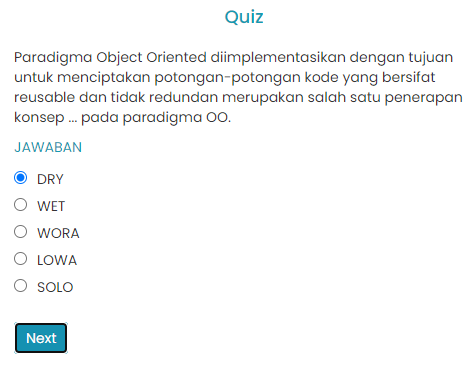 Quiz
Paradigma Object Oriented diimplementasikan dengan tujuan
untuk menciptakan potongan-potongan kode yang bersifat
reusable dan tidak redundan merupakan salah satu penerapan
konsep ... pada paradigma OO.
JAWABAN
DRY
WET
WORA
LOWA
SOLO
Next